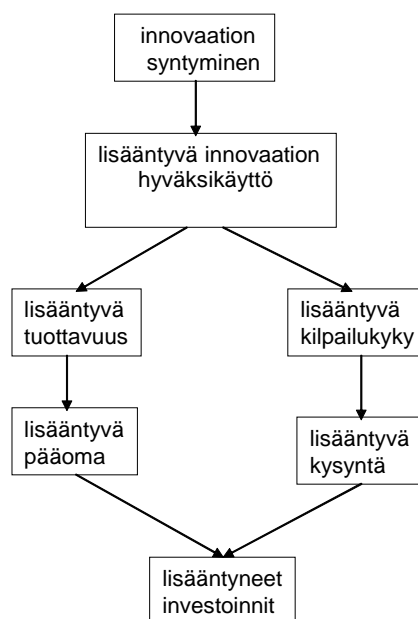 innovaation
syntyminen
lisääntyvä innovaation
hyväksikäyttö
lisääntyvä
tuottavuus
lisääntyvä
kilpailukyky
lisääntyvä
pääoma
lisääntyvä
kysyntä
lisääntyneet
investoinnit